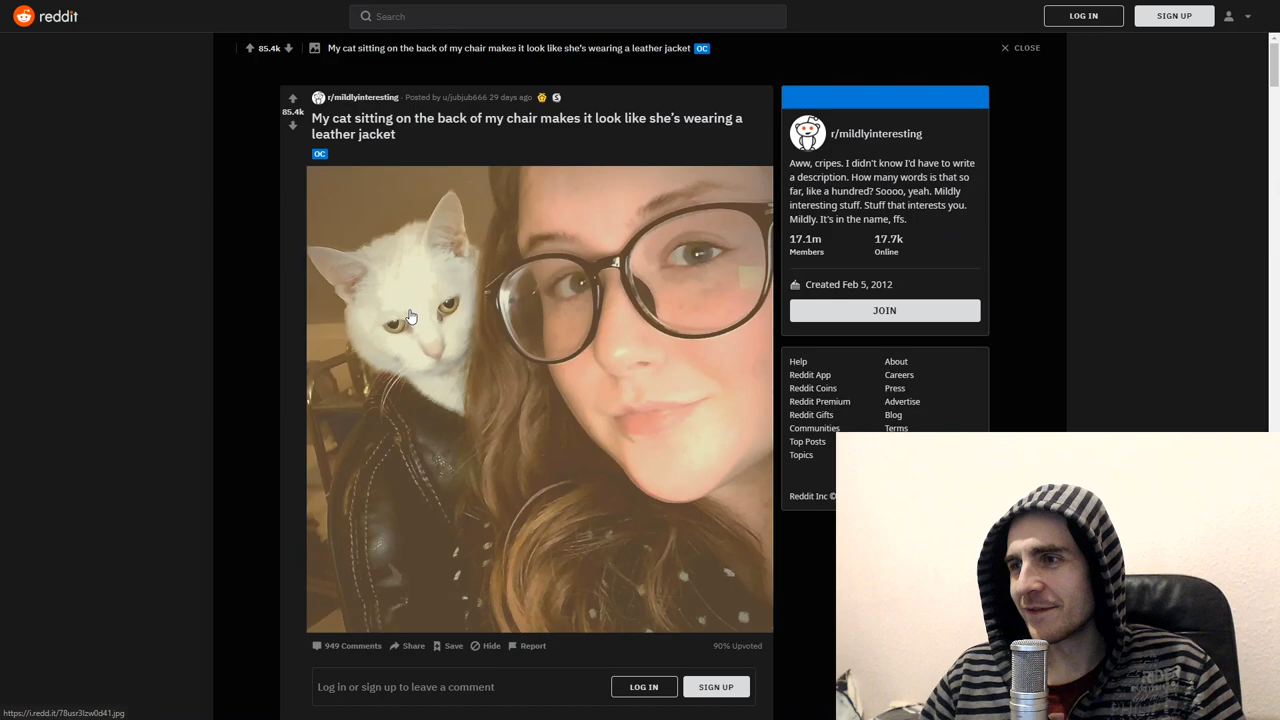 reddit
Search
LOG IN
SIGN UP
85.4k
My cat sitting on the back of my chair makes it look like she's wearing a leather jacket
OC
CLOSE
85.4k
r/mildlyinteresting · Posted by u/jubjub666 29 days ago
My cat sitting on the back of my chair makes it look like she's wearing a
leather jacket
OC
949 Comments
Share
Save
Hide
Report
90% Upvoted
Log in or sign up to leave a comment
LOG IN
SIGN UP
r/mildlyinteresting
Aww, cripes. I didn't know I'd have to write
a description. How many words is that so
far, like a hundred? Soooo, yeah. Mildly
interesting stuff. Stuff that interests you.
Mildly. It's in the name, ffs.
17.1m
17.7k
Members
Online
Created Feb 5, 2012
JOIN
Help
About
Reddit App
Careers
Reddit Coins
Press
Reddit Premium
Advertise
Reddit Gifts
Blog
Communities
Terms
Top Posts
Topics
Reddit Inc ©
https://i.redd.it/78usr3lzw0d41.jpg